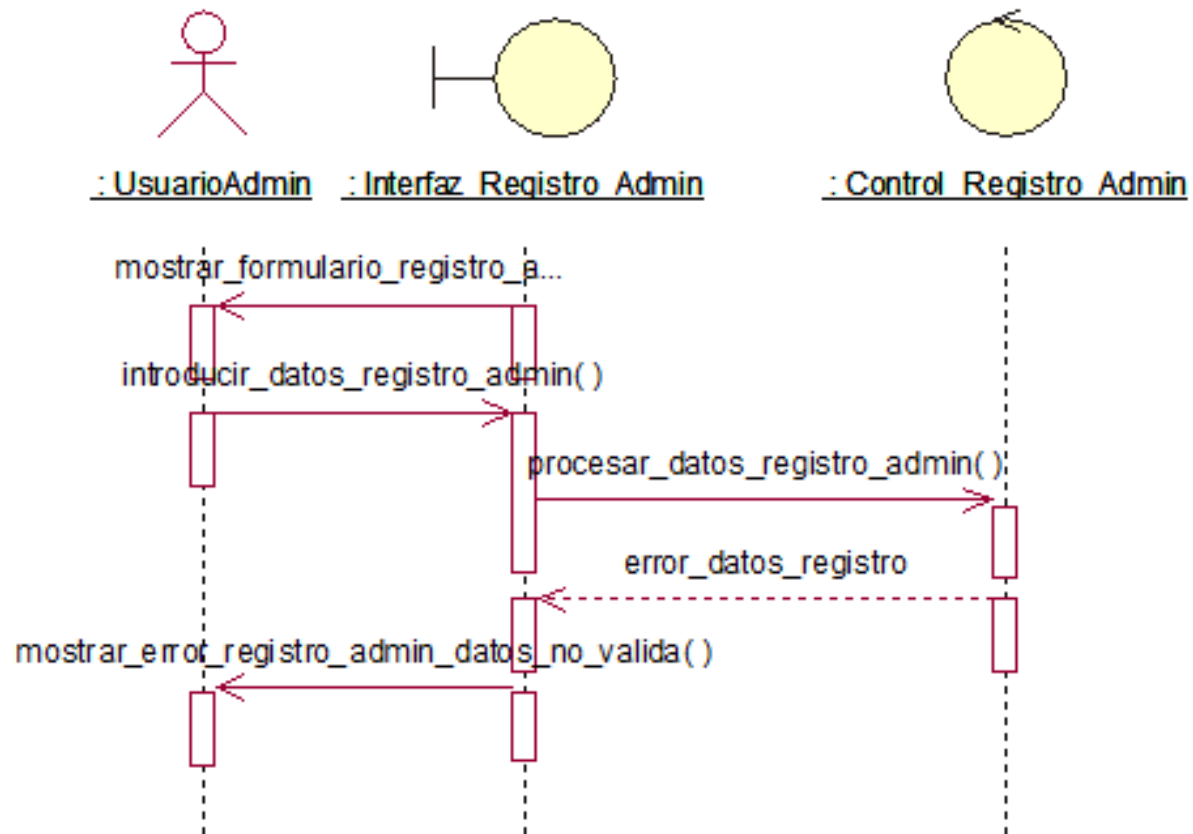 : UsuarioAdmin : Interfaz_Registro_Admin : Control_Registro_Admin
mostrar_formulario_registro_a...
introducir_datos_registro_admin( )
procesar_datos_registro_admin( )
error_datos_registro
mostrar_error_registro_admin_datos_no_valida( )